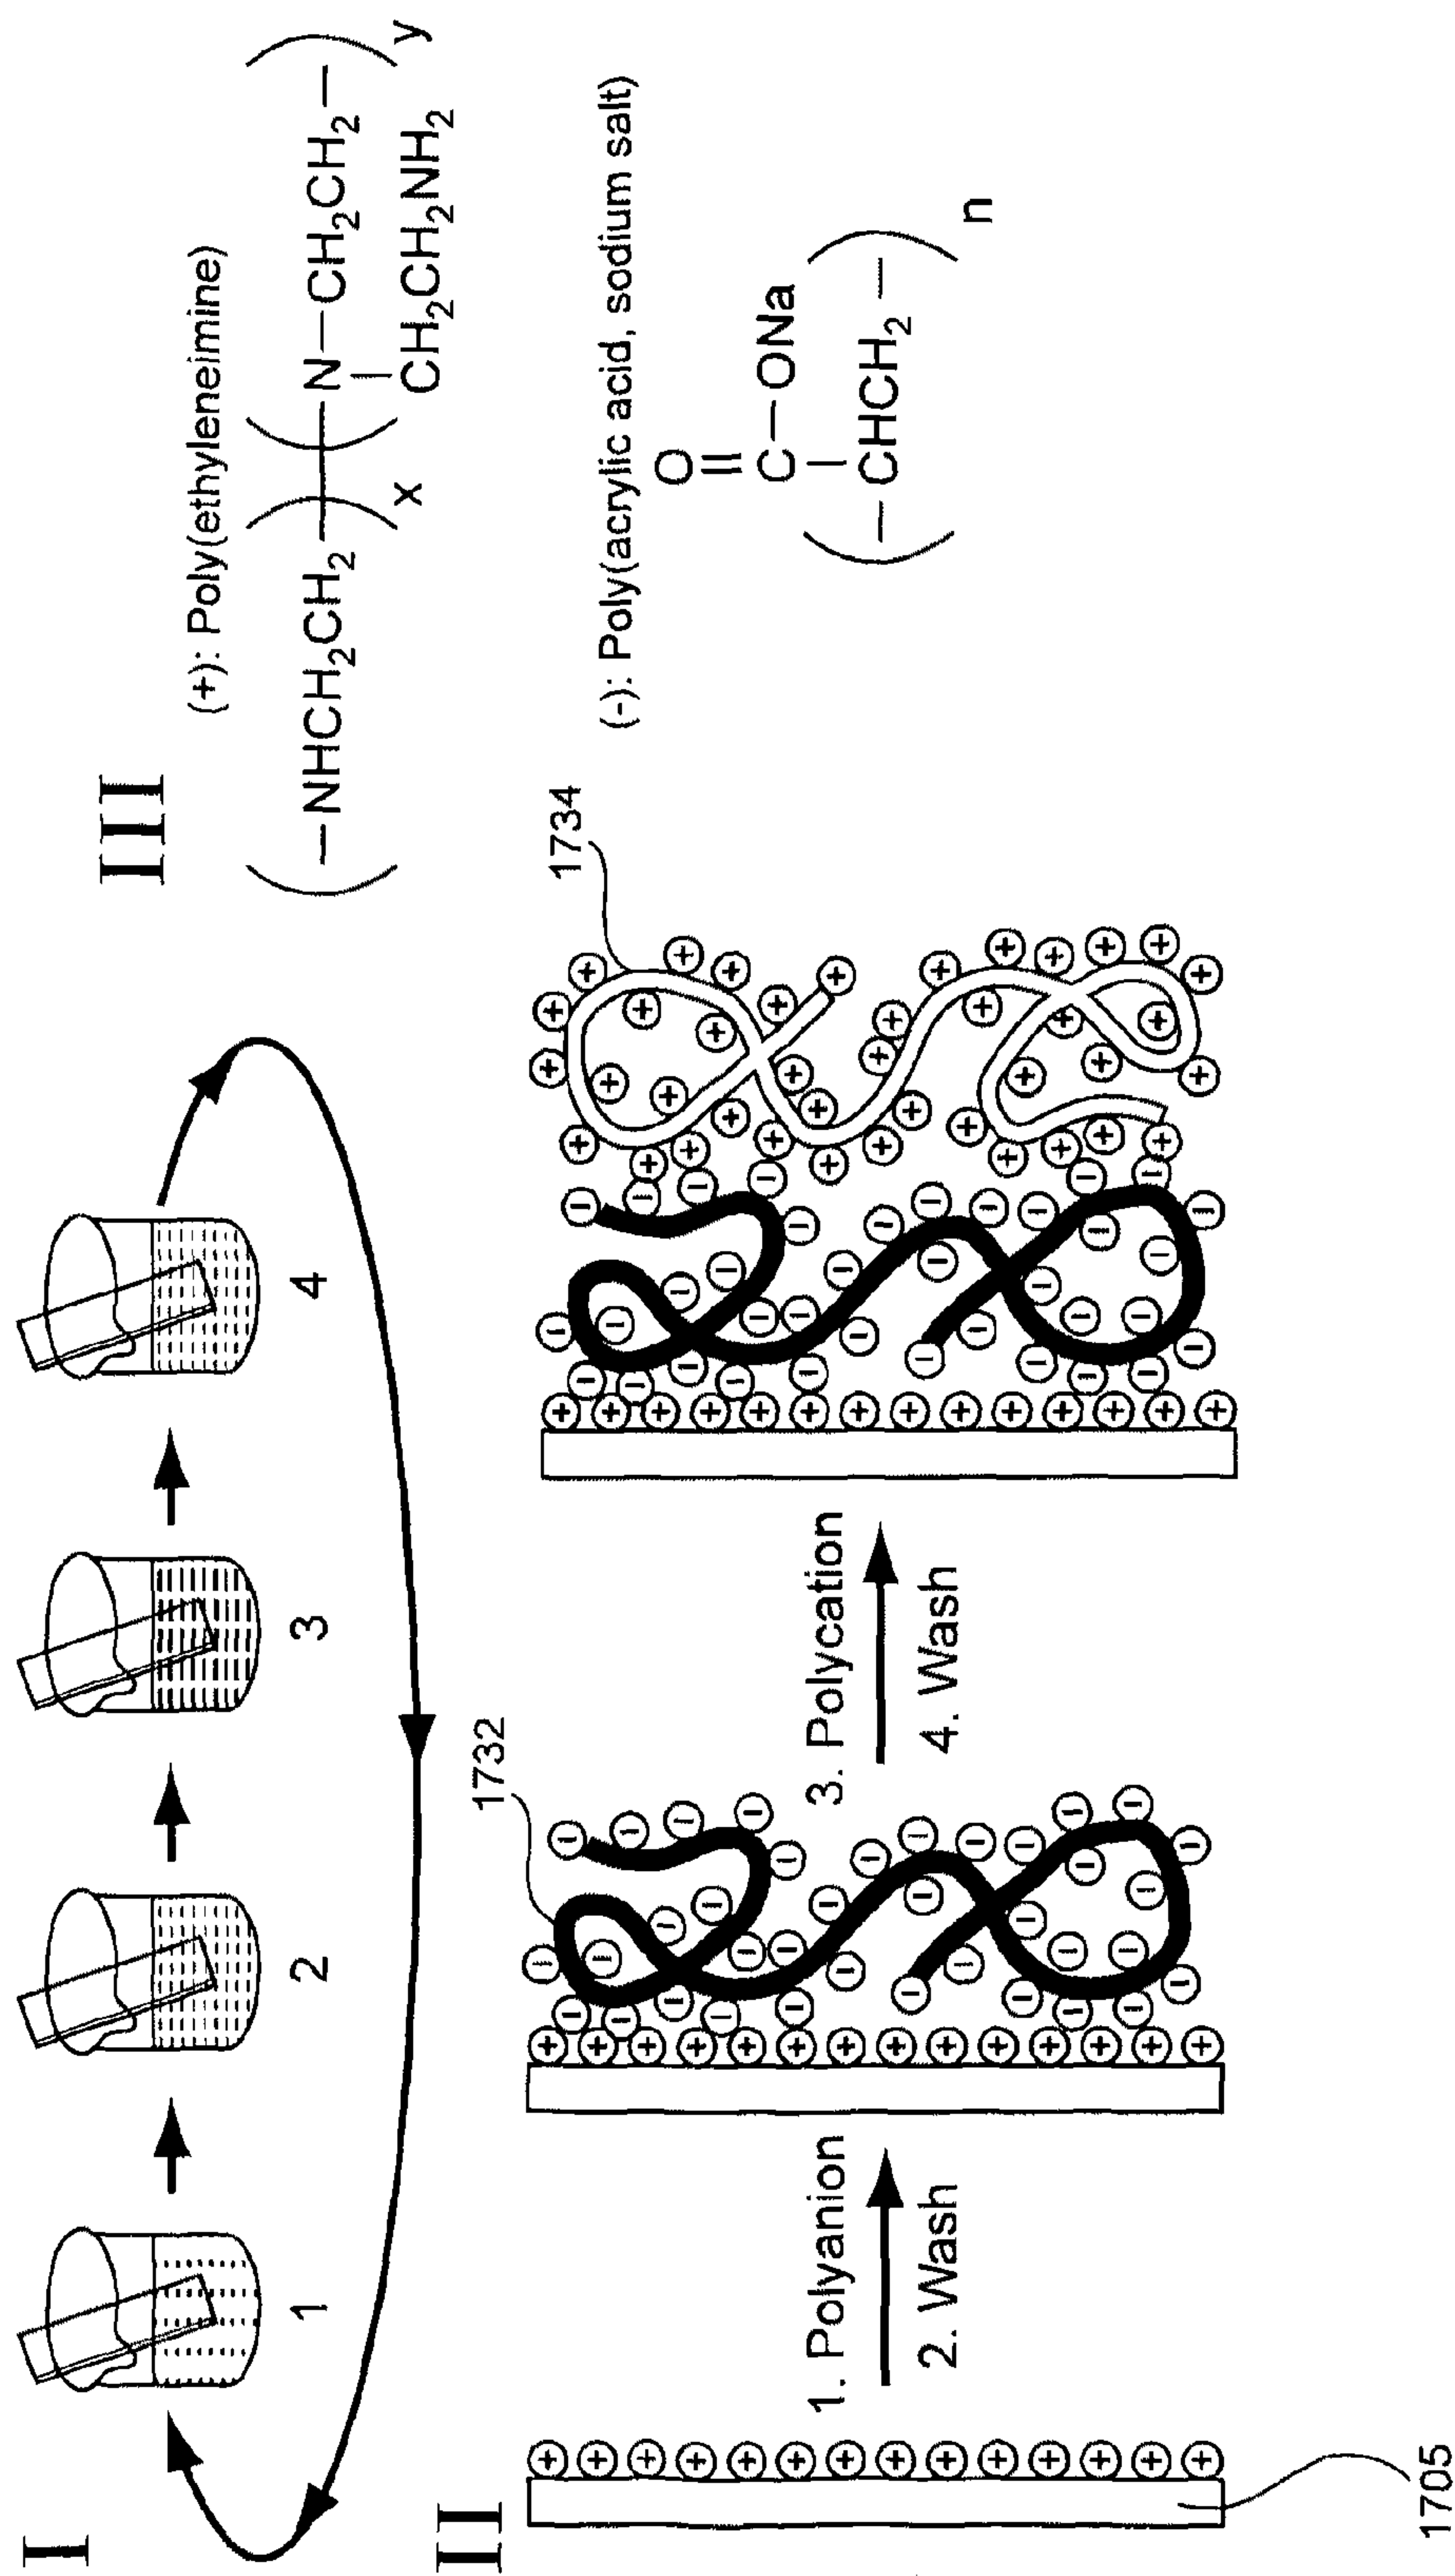 I
1 2 3 4
II
1705
1. Polyanion
2. Wash
1732
3. Polycation
4. Wash
1734
III
(+): Poly(ethyleneimine)
(—NHCH2CH2—)x(—N—CH2CH2—)y
CH2CH2NH2
(-): Poly(acrylic acid, sodium salt)
O
C—ONa
(—CHCH2—)n